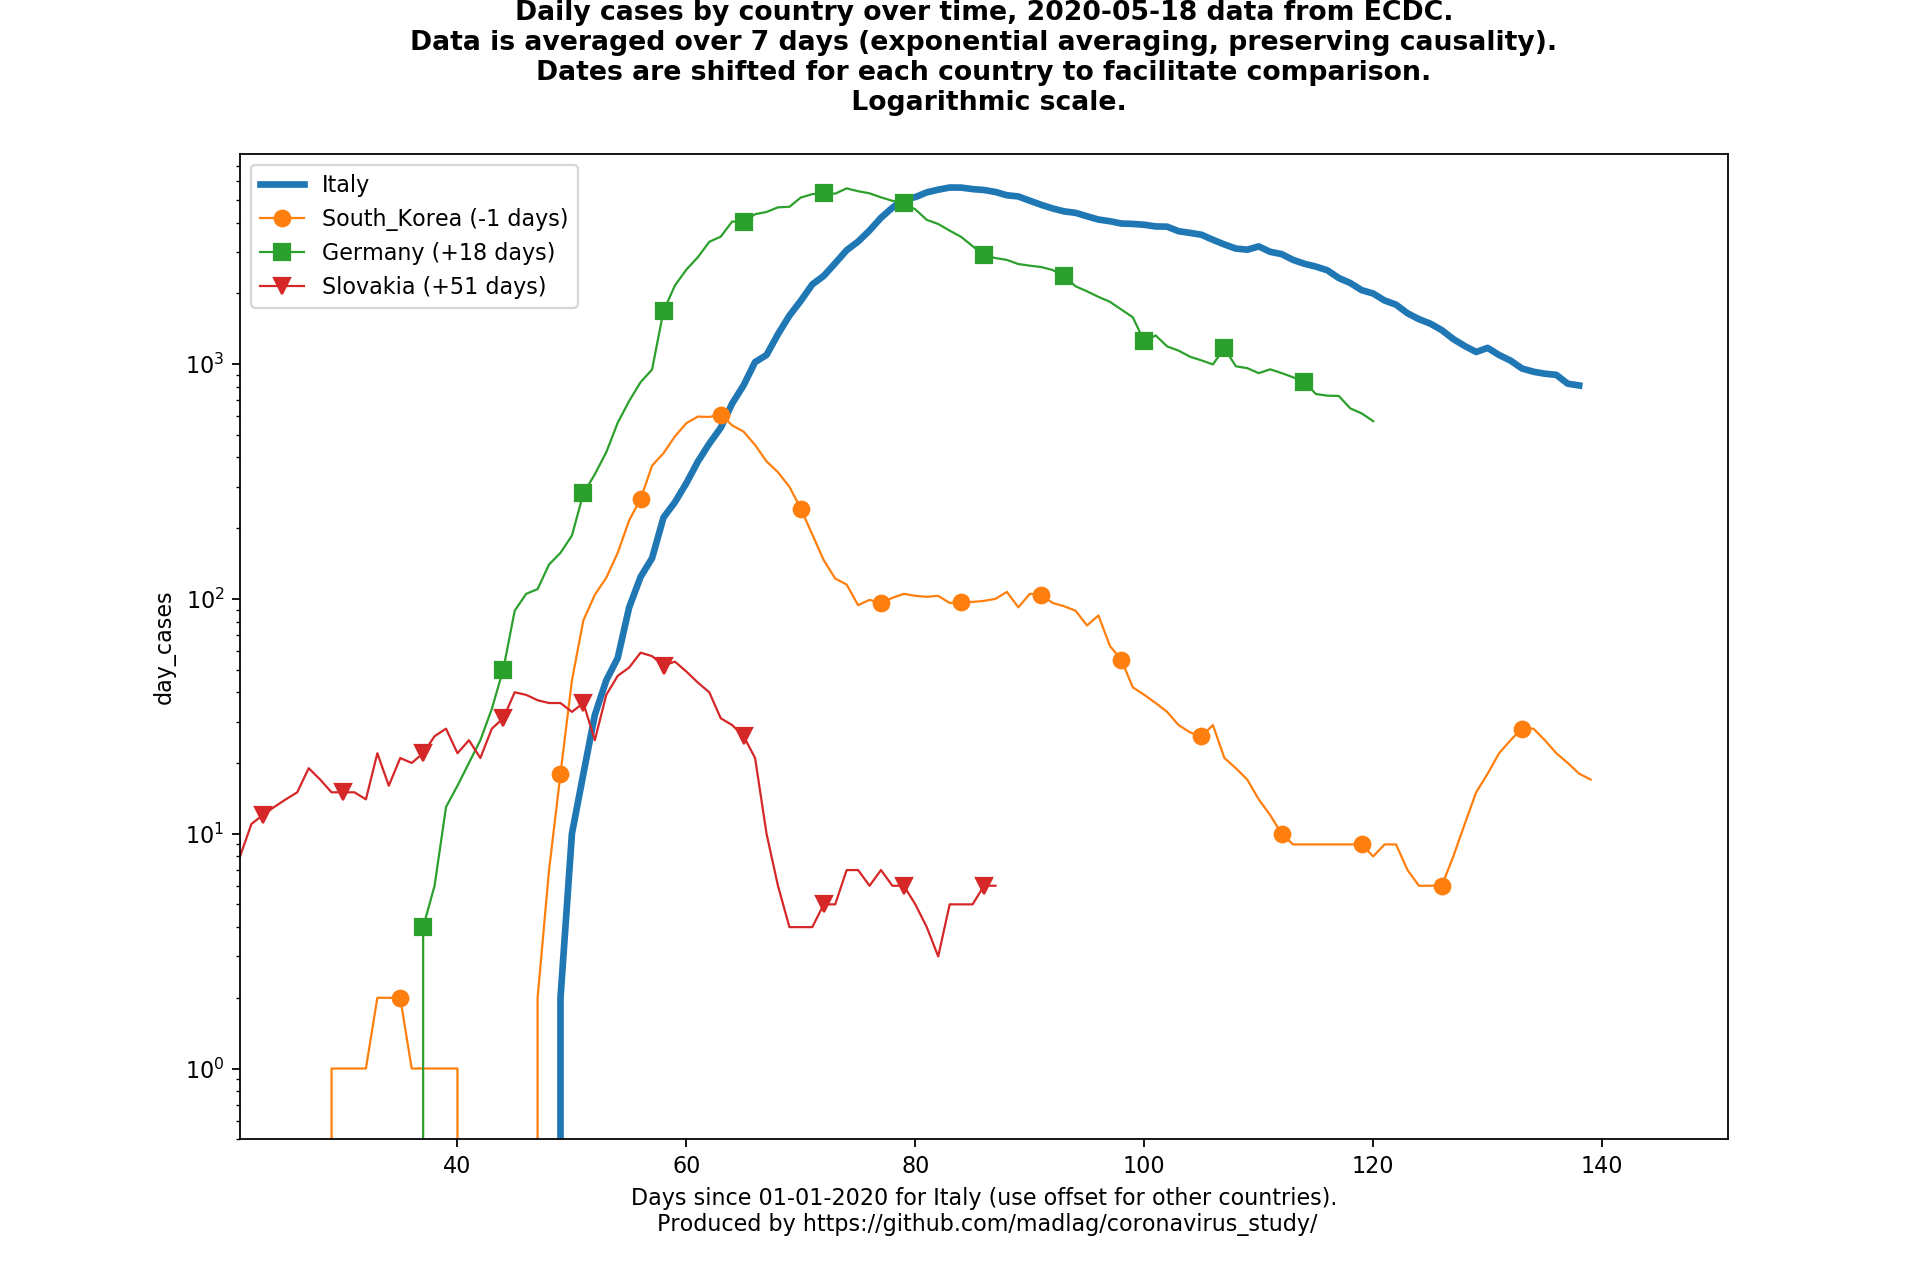 Daily cases by country over time, 2020-05-18 data from ECDC.
Data is averaged over 7 days (exponential averaging, preserving causality).
Dates are shifted for each country to facilitate comparison.
Logarithmic scale.
Italy
South_Korea (-1 days)
Germany (+18 days)
Slovakia (+51 days)
day_cases
10³
10²
10¹
10⁰
40 60 80 100 120 140
Days since 01-01-2020 for Italy (use offset for other countries).
Produced by https://github.com/madlag/coronavirus_study/